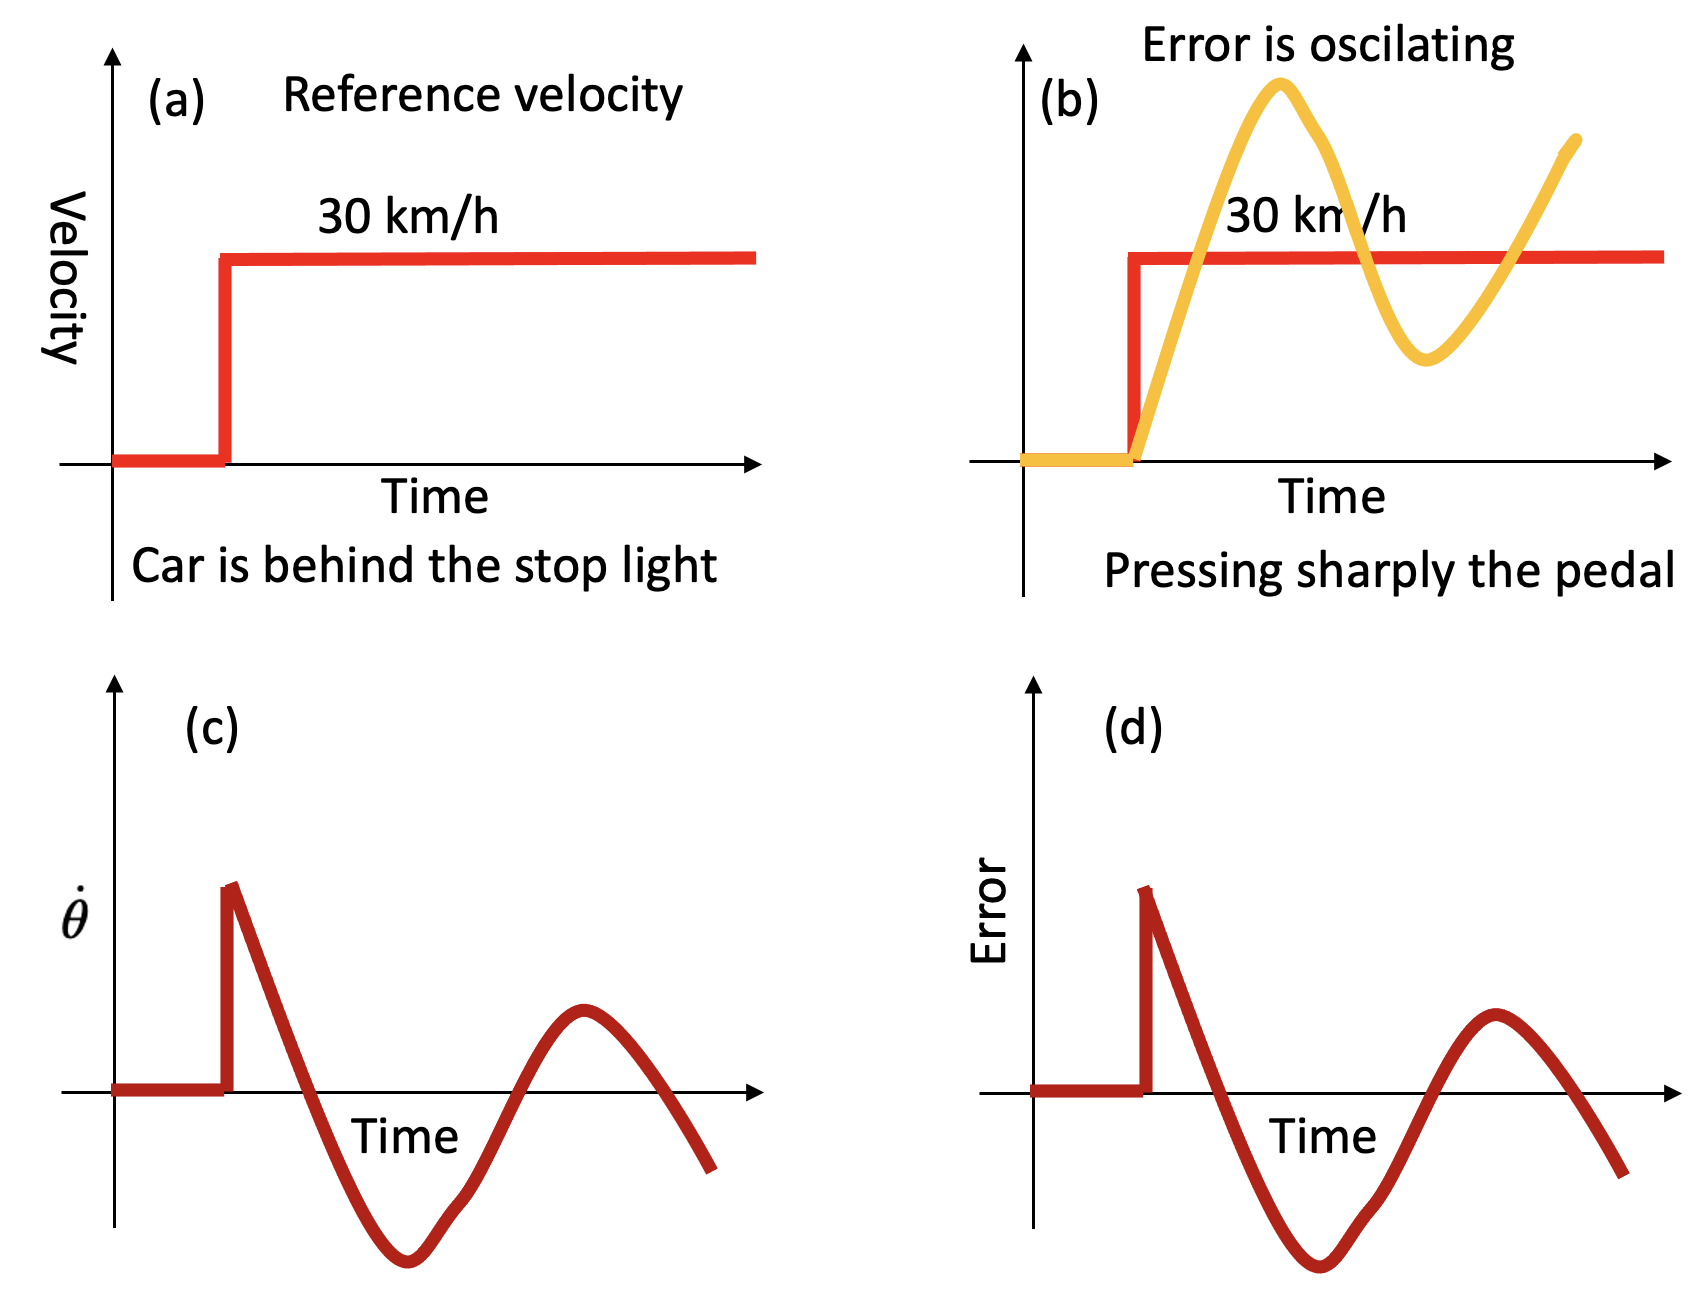 (a)
Reference velocity
Velocity
30 km/h
Time
Car is behind the stop light
Error is oscilating
(b)
30 km/h
Time
Pressing sharply the pedal
(c)
θ̇
Time
(d)
Error
Time